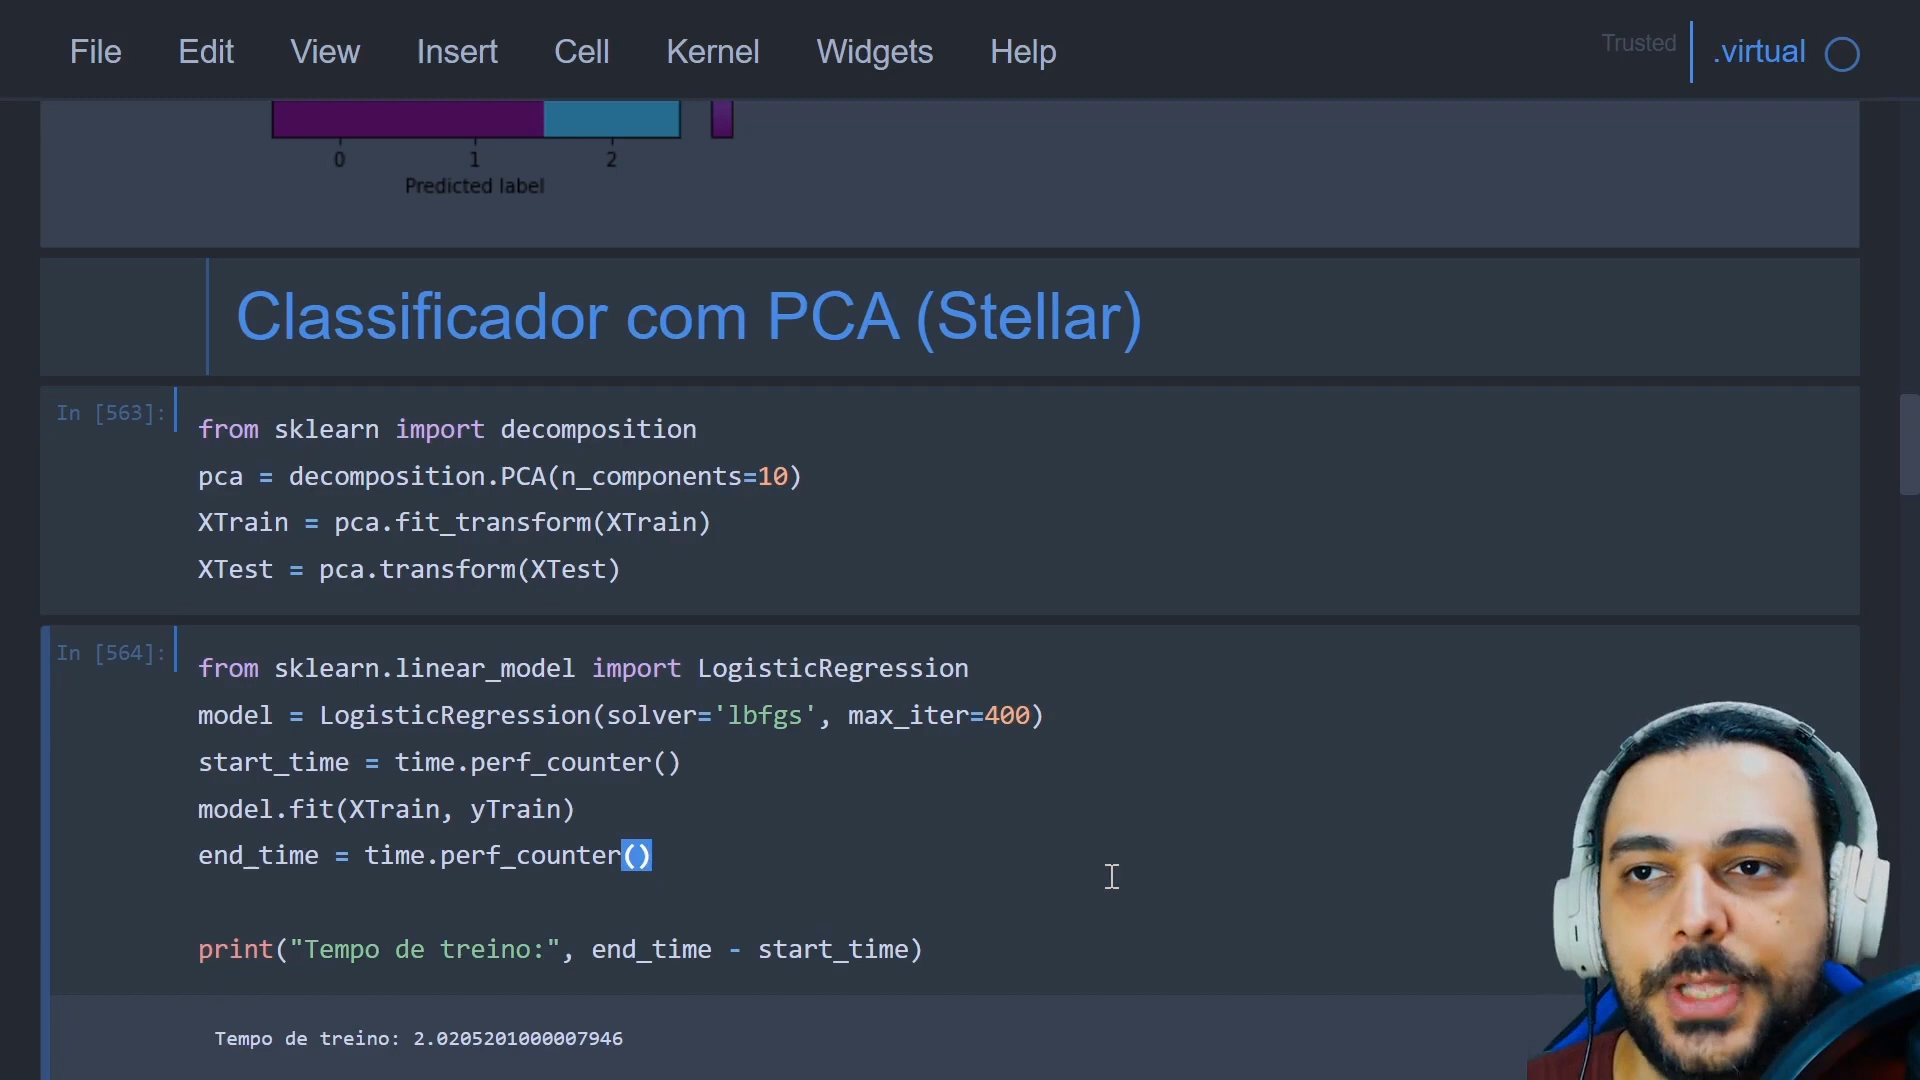 File Edit View Insert Cell Kernel Widgets Help Trusted .virtual
0 1 2
Predicted label
Classificador com PCA (Stellar)
In [563]:
from sklearn import decomposition
pca = decomposition.PCA(n_components=10)
XTrain = pca.fit_transform(XTrain)
XTest = pca.transform(XTest)
In [564]:
from sklearn.linear_model import LogisticRegression
model = LogisticRegression(solver='lbfgs', max_iter=400)
start_time = time.perf_counter()
model.fit(XTrain, yTrain)
end_time = time.perf_counter()
print("Tempo de treino:", end_time - start_time)
Tempo de treino: 2.0205201000007946